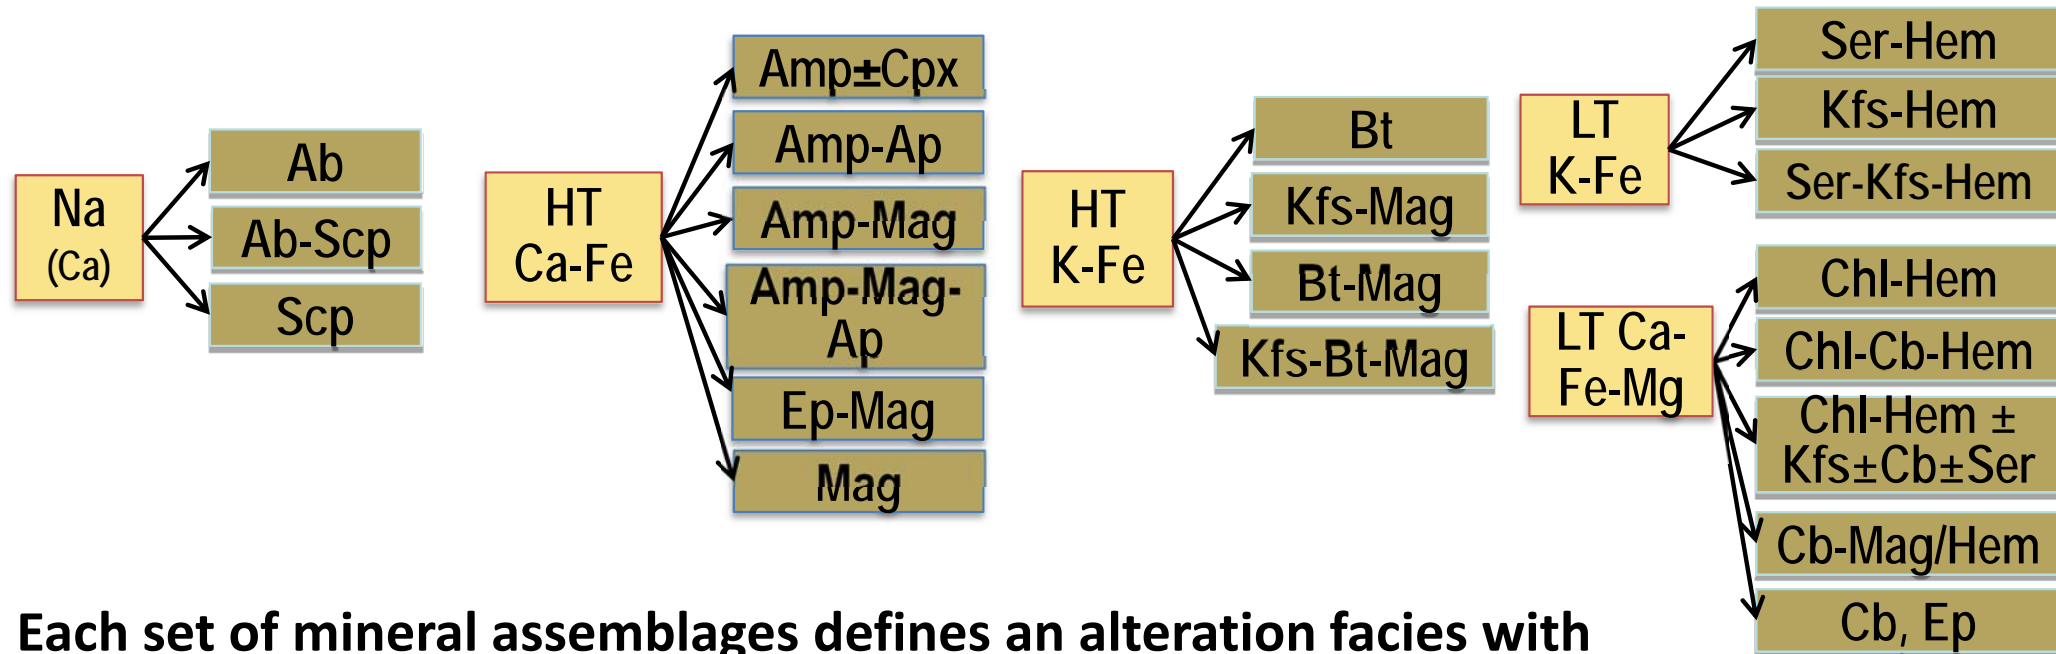 Na
(Ca)
Ab
Ab-Scp
Scp
HT
Ca-Fe
Amp±Cpx
Amp-Ap
Amp-Mag
Amp-Mag-
Ap
Ep-Mag
Mag
HT
K-Fe
Bt
Kfs-Mag
Bt-Mag
Kfs-Bt-Mag
LT
K-Fe
Ser-Hem
Kfs-Hem
Ser-Kfs-Hem
LT Ca-
Fe-Mg
Chl-Hem
Chl-Cb-Hem
Chl-Hem ±
Kfs±Cb±Ser
Cb-Mag/Hem
Cb, Ep
Each set of mineral assemblages defines an alteration facies with